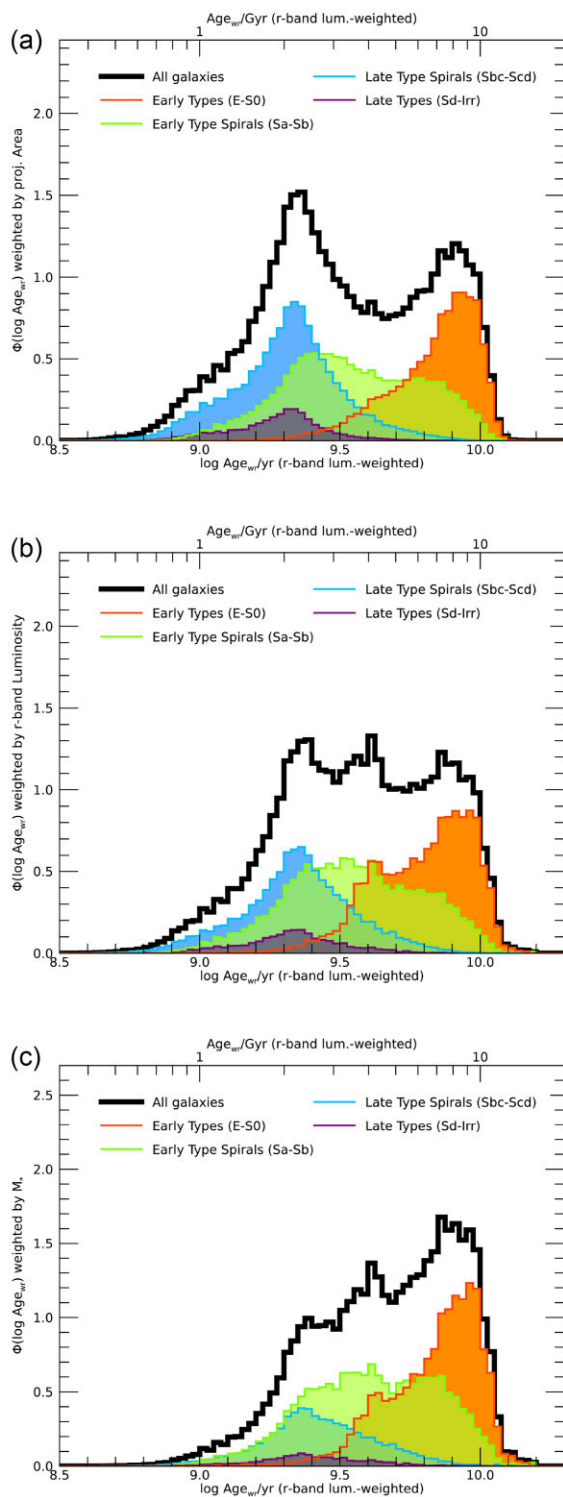 (a)
Age_wr/Gyr (r-band lum.-weighted)
1 10
All galaxies
Early Types (E-S0)
Early Type Spirals (Sa-Sb)
Late Type Spirals (Sbc-Scd)
Late Types (Sd-Irr)
Φ(log Age_wr) weighted by proj. Area
2.0
1.5
1.0
0.5
0.0
8.5 9.0 9.5 10.0
log Age_wr/yr (r-band lum.-weighted)
(b)
Age_wr/Gyr (r-band lum.-weighted)
1 10
All galaxies
Early Types (E-S0)
Early Type Spirals (Sa-Sb)
Late Type Spirals (Sbc-Scd)
Late Types (Sd-Irr)
Φ(log Age_wr) weighted by r-band Luminosity
2.0
1.5
1.0
0.5
0.0
8.5 9.0 9.5 10.0
log Age_wr/yr (r-band lum.-weighted)
(c)
Age_wr/Gyr (r-band lum.-weighted)
1 10
All galaxies
Early Types (E-S0)
Early Type Spirals (Sa-Sb)
Late Type Spirals (Sbc-Scd)
Late Types (Sd-Irr)
Φ(log Age_wr) weighted by M_*
2.5
2.0
1.5
1.0
0.5
0.0
8.5 9.0 9.5 10.0
log Age_wr/yr (r-band lum.-weighted)